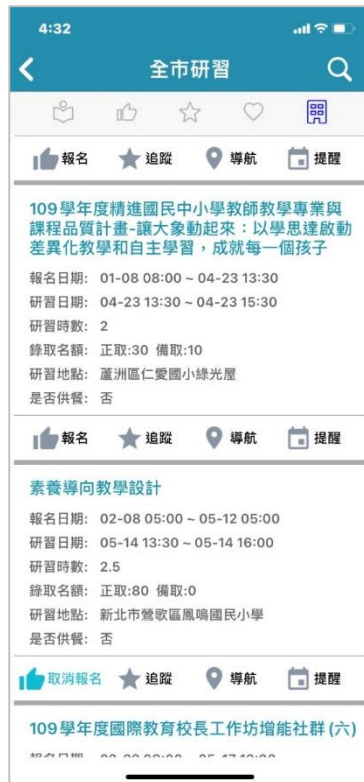 4:32
全市研習
報名 追蹤 導航 提醒
109學年度精進國民中小學教師教學專業與
課程品質計畫-讓大象動起來：以學思達啟動
差異化教學和自主學習，成就每一個孩子
報名日期: 01-08 08:00 ~ 04-23 13:30
研習日期: 04-23 13:30 ~ 04-23 15:30
研習時數: 2
錄取名額: 正取:30 備取:10
研習地點: 蘆洲區仁愛國小綠光屋
是否供餐: 否
報名 追蹤 導航 提醒
素養導向教學設計
報名日期: 02-08 05:00 ~ 05-12 05:00
研習日期: 05-14 13:30 ~ 05-14 16:00
研習時數: 2.5
錄取名額: 正取:80 備取:0
研習地點: 新北市鶯歌區鳳鳴國民小學
是否供餐: 否
取消報名 追蹤 導航 提醒
109學年度國際教育校長工作坊增能社群(六)